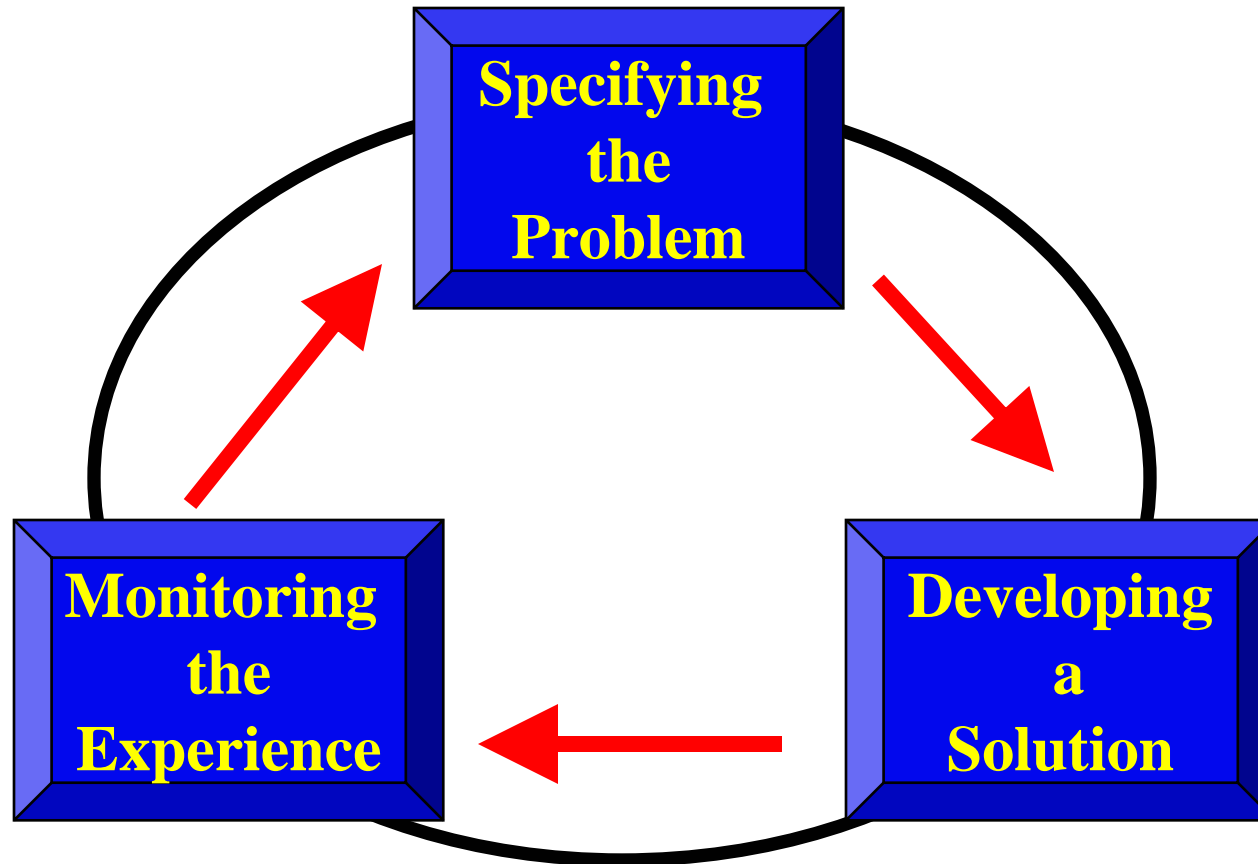 Specifying
the
Problem
Developing
a
Solution
Monitoring
the
Experience